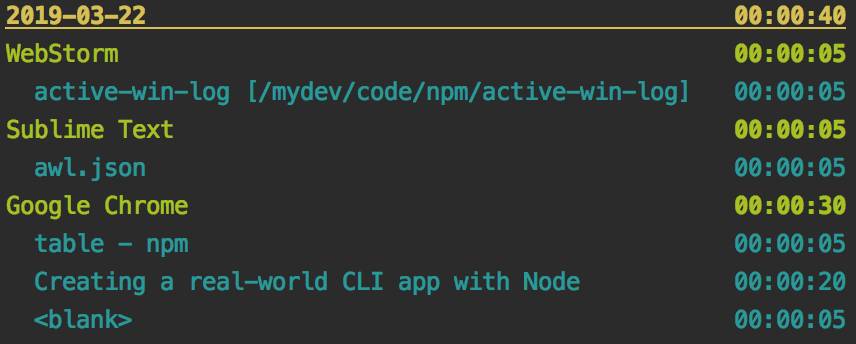 2019-03-22 00:00:40
WebStorm 00:00:05
active-win-log [/mydev/code/npm/active-win-log] 00:00:05
Sublime Text 00:00:05
awl.json 00:00:05
Google Chrome 00:00:30
table - npm 00:00:05
Creating a real-world CLI app with Node 00:00:20
<blank> 00:00:05